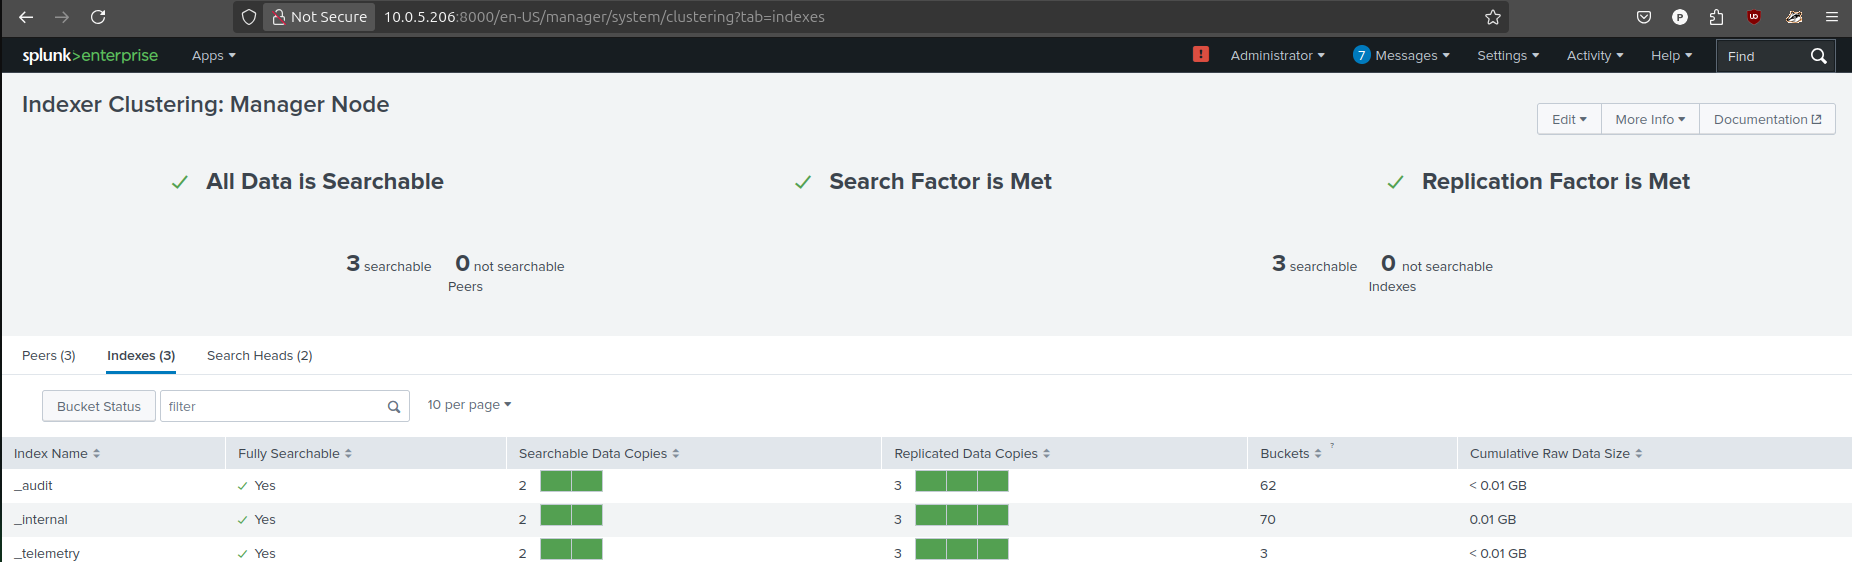 Not Secure 10.0.5.206:8000/en-US/manager/system/clustering?tab=indexes
splunk>enterprise Apps Administrator 7 Messages Settings Activity Help Find
Indexer Clustering: Manager Node
Edit More Info Documentation
All Data is Searchable Search Factor is Met Replication Factor is Met
3 searchable 0 not searchable 3 searchable 0 not searchable
Peers Indexes
Peers (3) Indexes (3) Search Heads (2)
Bucket Status filter 10 per page
Index Name Fully Searchable Searchable Data Copies Replicated Data Copies Buckets ? Cumulative Raw Data Size
_audit Yes 2 3 62 < 0.01 GB
_internal Yes 2 3 70 0.01 GB
_telemetry Yes 2 3 3 < 0.01 GB